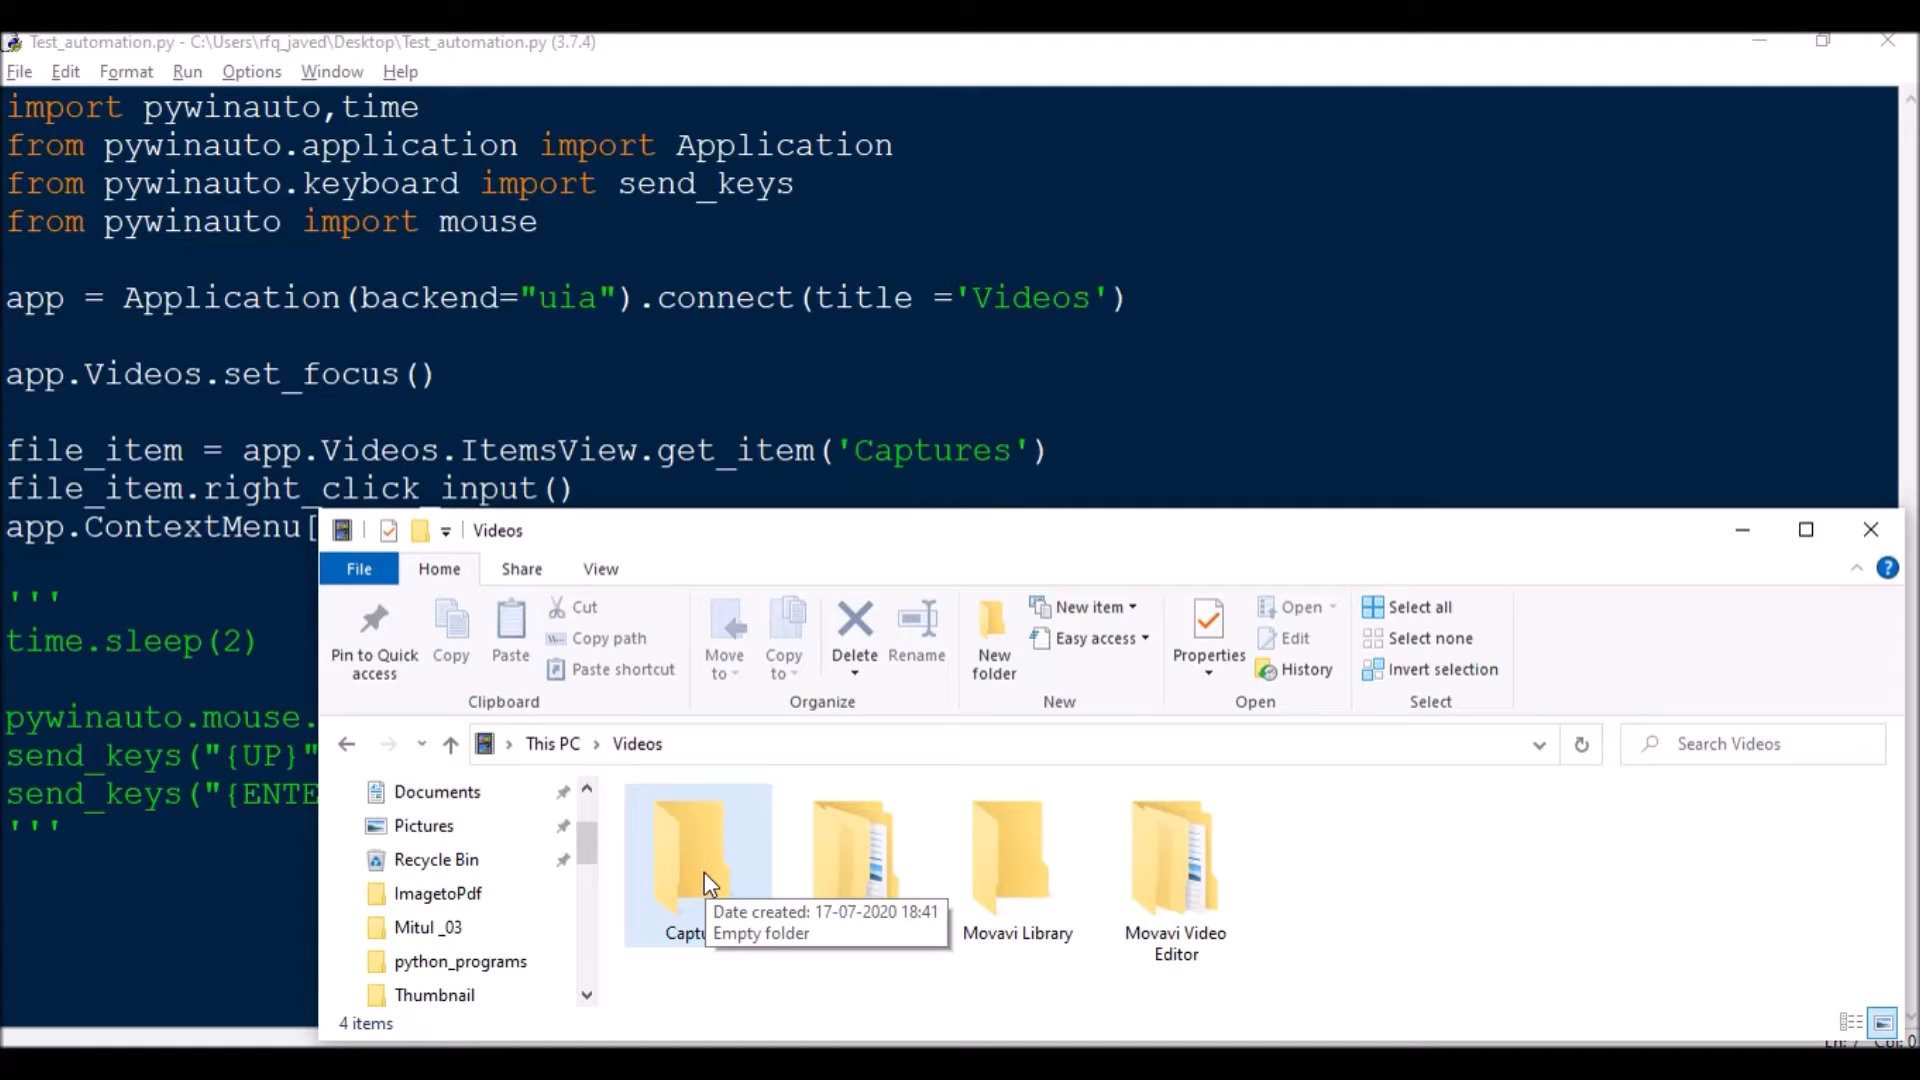 Test_automation.py - C:\Users\rfq_javed\Desktop\Test_automation.py (3.7.4)
File Edit Format Run Options Window Help
import pywinauto,time
from pywinauto.application import Application
from pywinauto.keyboard import send_keys
from pywinauto import mouse
app = Application(backend="uia").connect(title ='Videos')
app.Videos.set_focus()
file_item = app.Videos.ItemsView.get_item('Captures')
file_item.right_click_input()
app.ContextMenu[
'''
time.sleep(2)
pywinauto.mouse.
send_keys("{UP}"
send_keys("{ENTE
'''
Videos
File Home Share View
Pin to Quick access
Copy
Paste
Cut
Copy path
Paste shortcut
Clipboard
Move to
Copy to
Delete
Rename
Organize
New folder
New item
Easy access
New
Properties
Open
Edit
History
Open
Select all
Select none
Invert selection
Select
This PC > Videos
Search Videos
Documents
Pictures
Recycle Bin
ImagetoPdf
Mitul _03
python_programs
Thumbnail
Captu
Date created: 17-07-2020 18:41
Empty folder
Movavi Library
Movavi Video
Editor
4 items